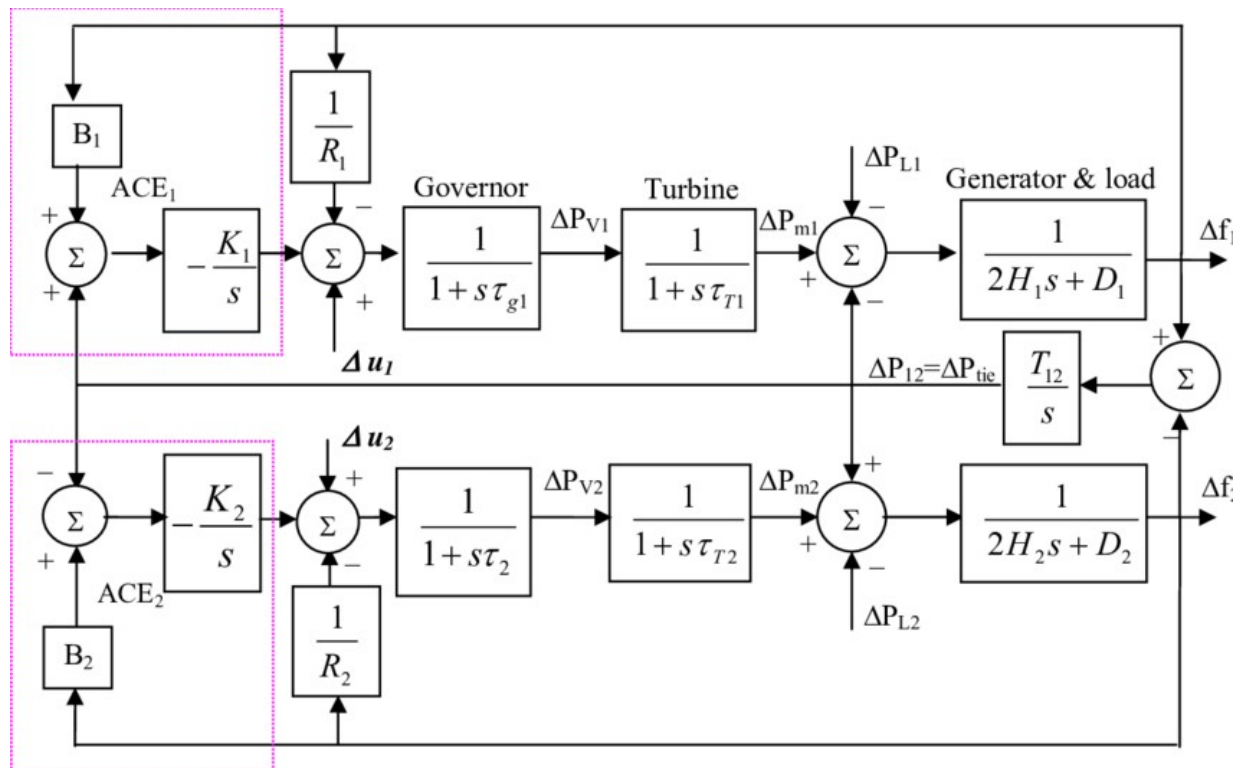 B₁
ACE₁
+
+
Σ
-K₁/s
1/R₁
−
Σ
+
Δu₁
Governor
1/(1+sτ_g1)
ΔP_V1
Turbine
1/(1+sτ_T1)
ΔP_m1
ΔP_L1
−
+
Σ
−
Generator & load
1/(2H₁s+D₁)
Δf₁
ΔP₁₂=ΔP_tie
T₁₂/s
+
Σ
−
Δu₂
−
Σ
+
ACE₂
B₂
-K₂/s
+
Σ
−
1/R₂
1/(1+sτ₂)
ΔP_V2
1/(1+sτ_T2)
ΔP_m2
+
+
Σ
−
ΔP_L2
1/(2H₂s+D₂)